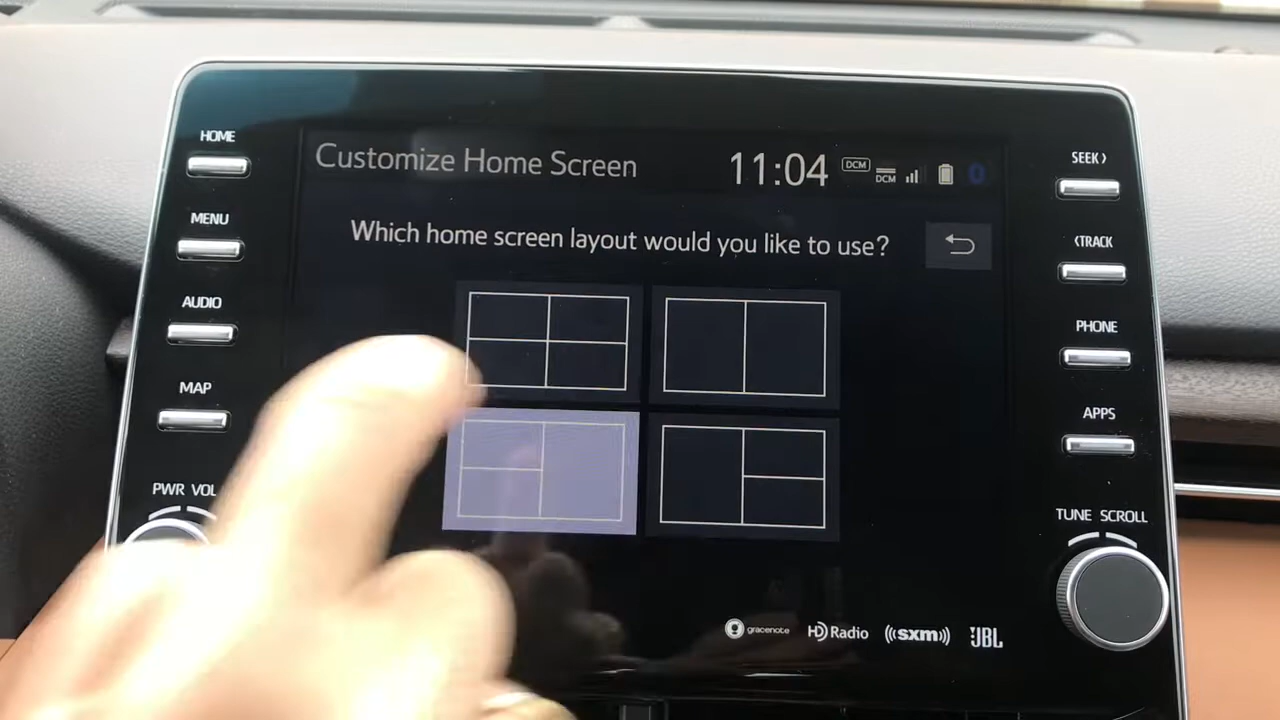 HOME
MENU
AUDIO
MAP
PWR VOL
Customize Home Screen
11:04
DCM
DCM
Which home screen layout would you like to use?
gracenote
HD Radio
((sxm))
JBL
SEEK›
‹TRACK
PHONE
APPS
TUNE SCROLL